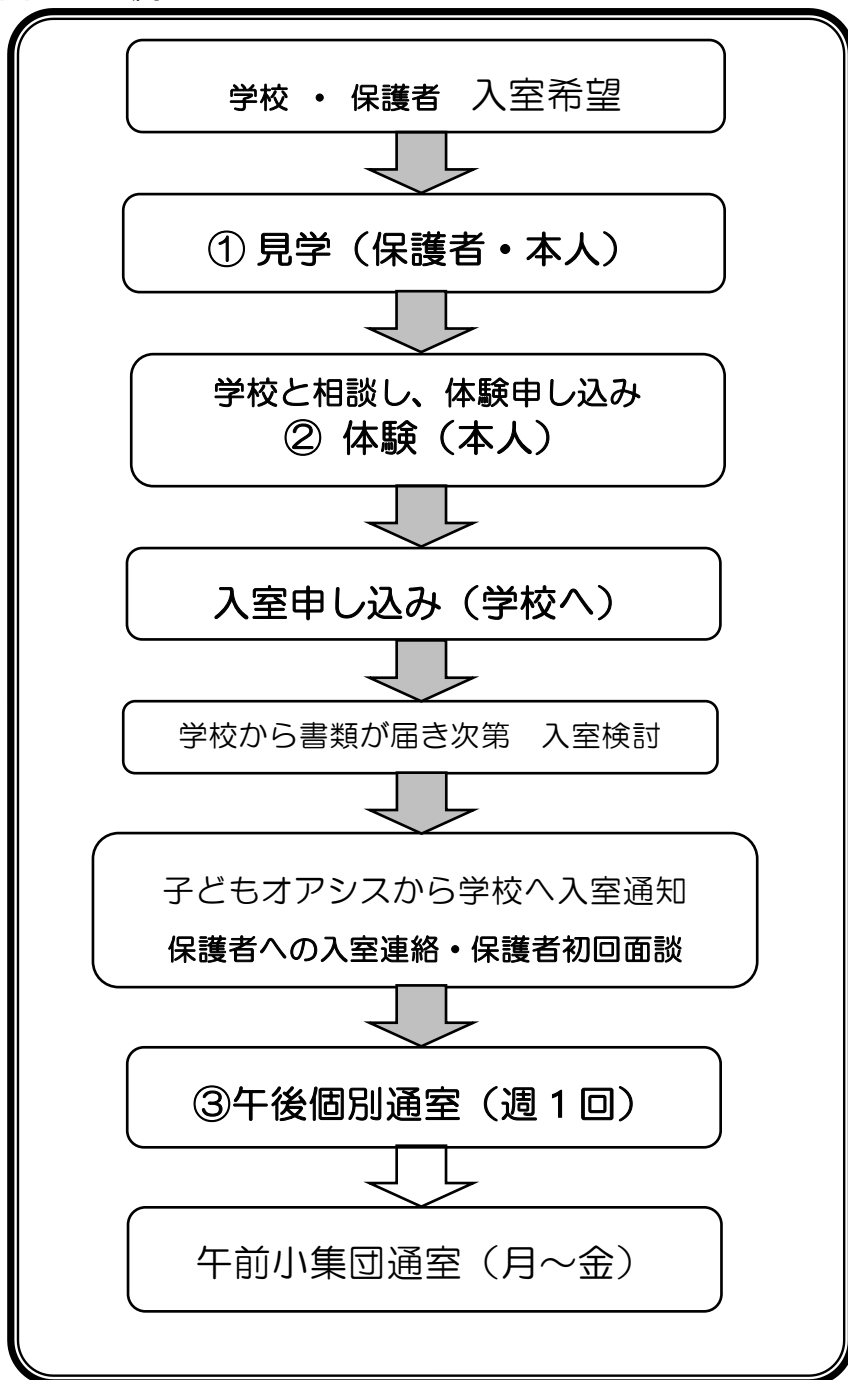 学校 ・ 保護者 入室希望
① 見学（保護者・本人）
学校と相談し、体験申し込み
② 体験（本人）
入室申し込み（学校へ）
学校から書類が届き次第 入室検討
子どもオアシスから学校へ入室通知
保護者への入室連絡・保護者初回面談
③午後個別通室（週１回）
午前小集団通室（月～金）